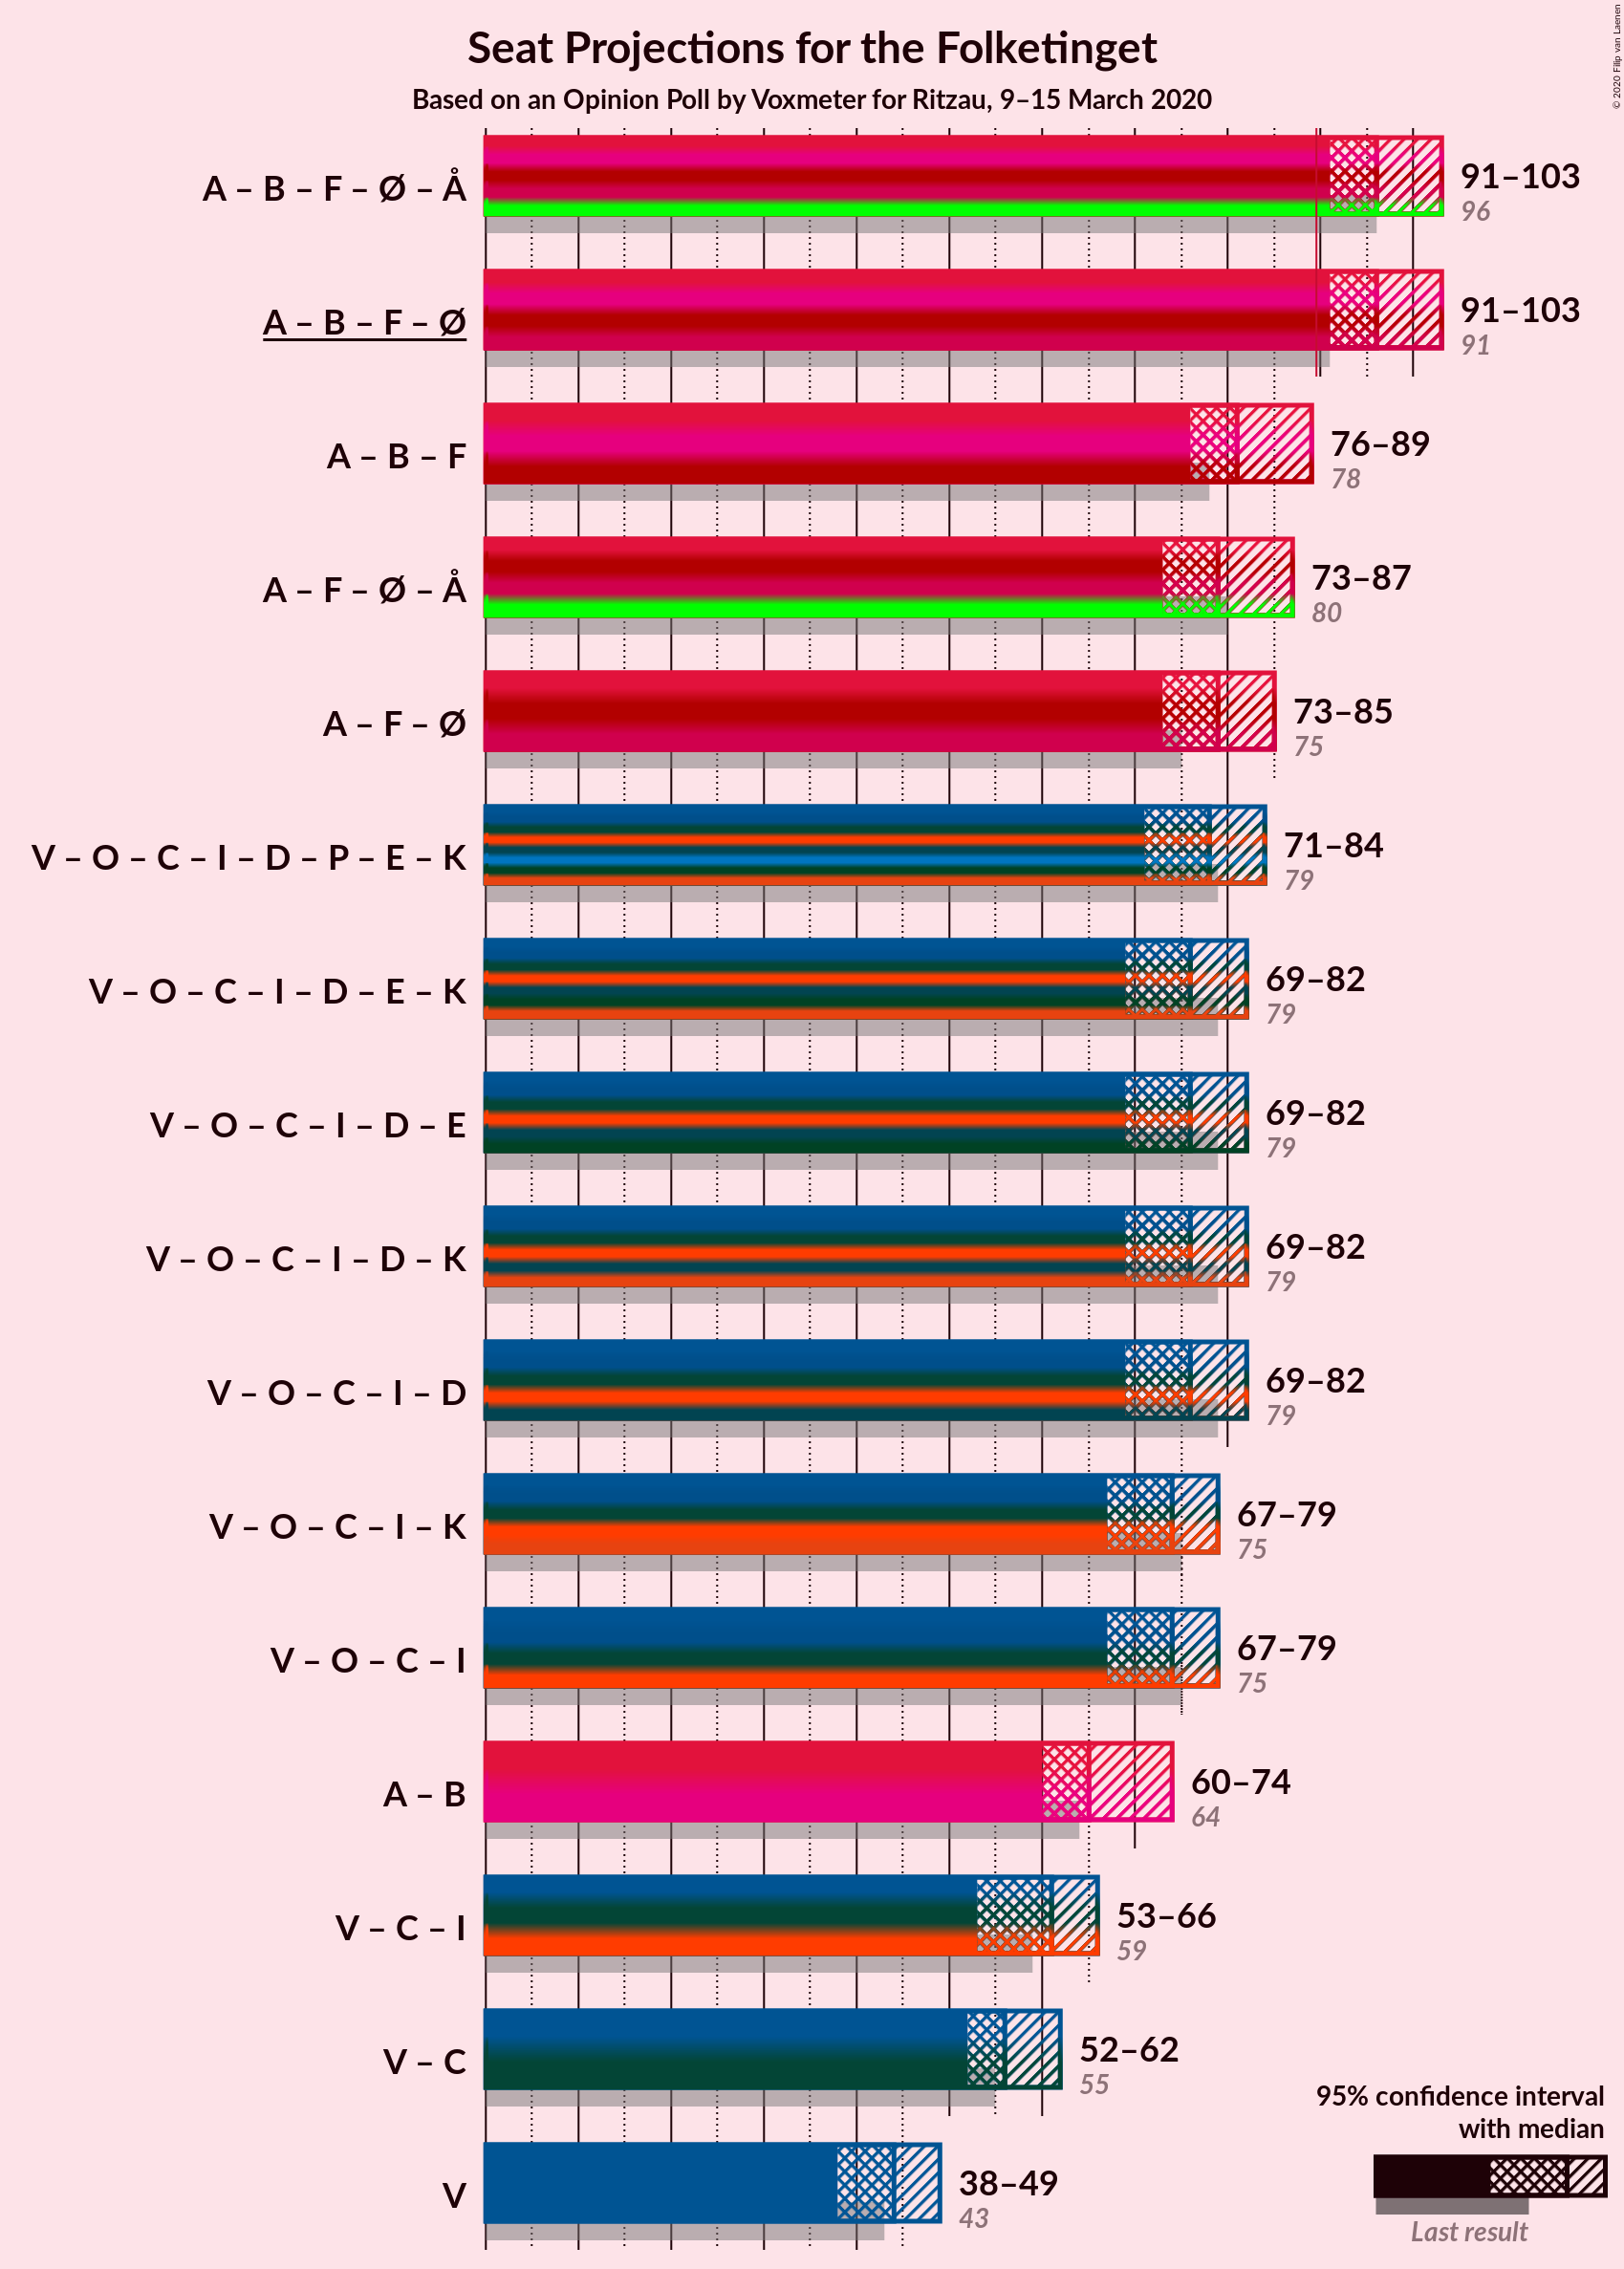 Seat Projections for the Folketinget
Based on an Opinion Poll by Voxmeter for Ritzau, 9–15 March 2020
© 2020 Filip van Laenen
A – B – F – Ø – Å
91–103
96
A – B – F – Ø
91–103
91
A – B – F
76–89
78
A – F – Ø – Å
73–87
80
A – F – Ø
73–85
75
V – O – C – I – D – P – E – K
71–84
79
V – O – C – I – D – E – K
69–82
79
V – O – C – I – D – E
69–82
79
V – O – C – I – D – K
69–82
79
V – O – C – I – D
69–82
79
V – O – C – I – K
67–79
75
V – O – C – I
67–79
75
A – B
60–74
64
V – C – I
53–66
59
V – C
52–62
55
V
38–49
43
95% confidence interval
with median
Last result